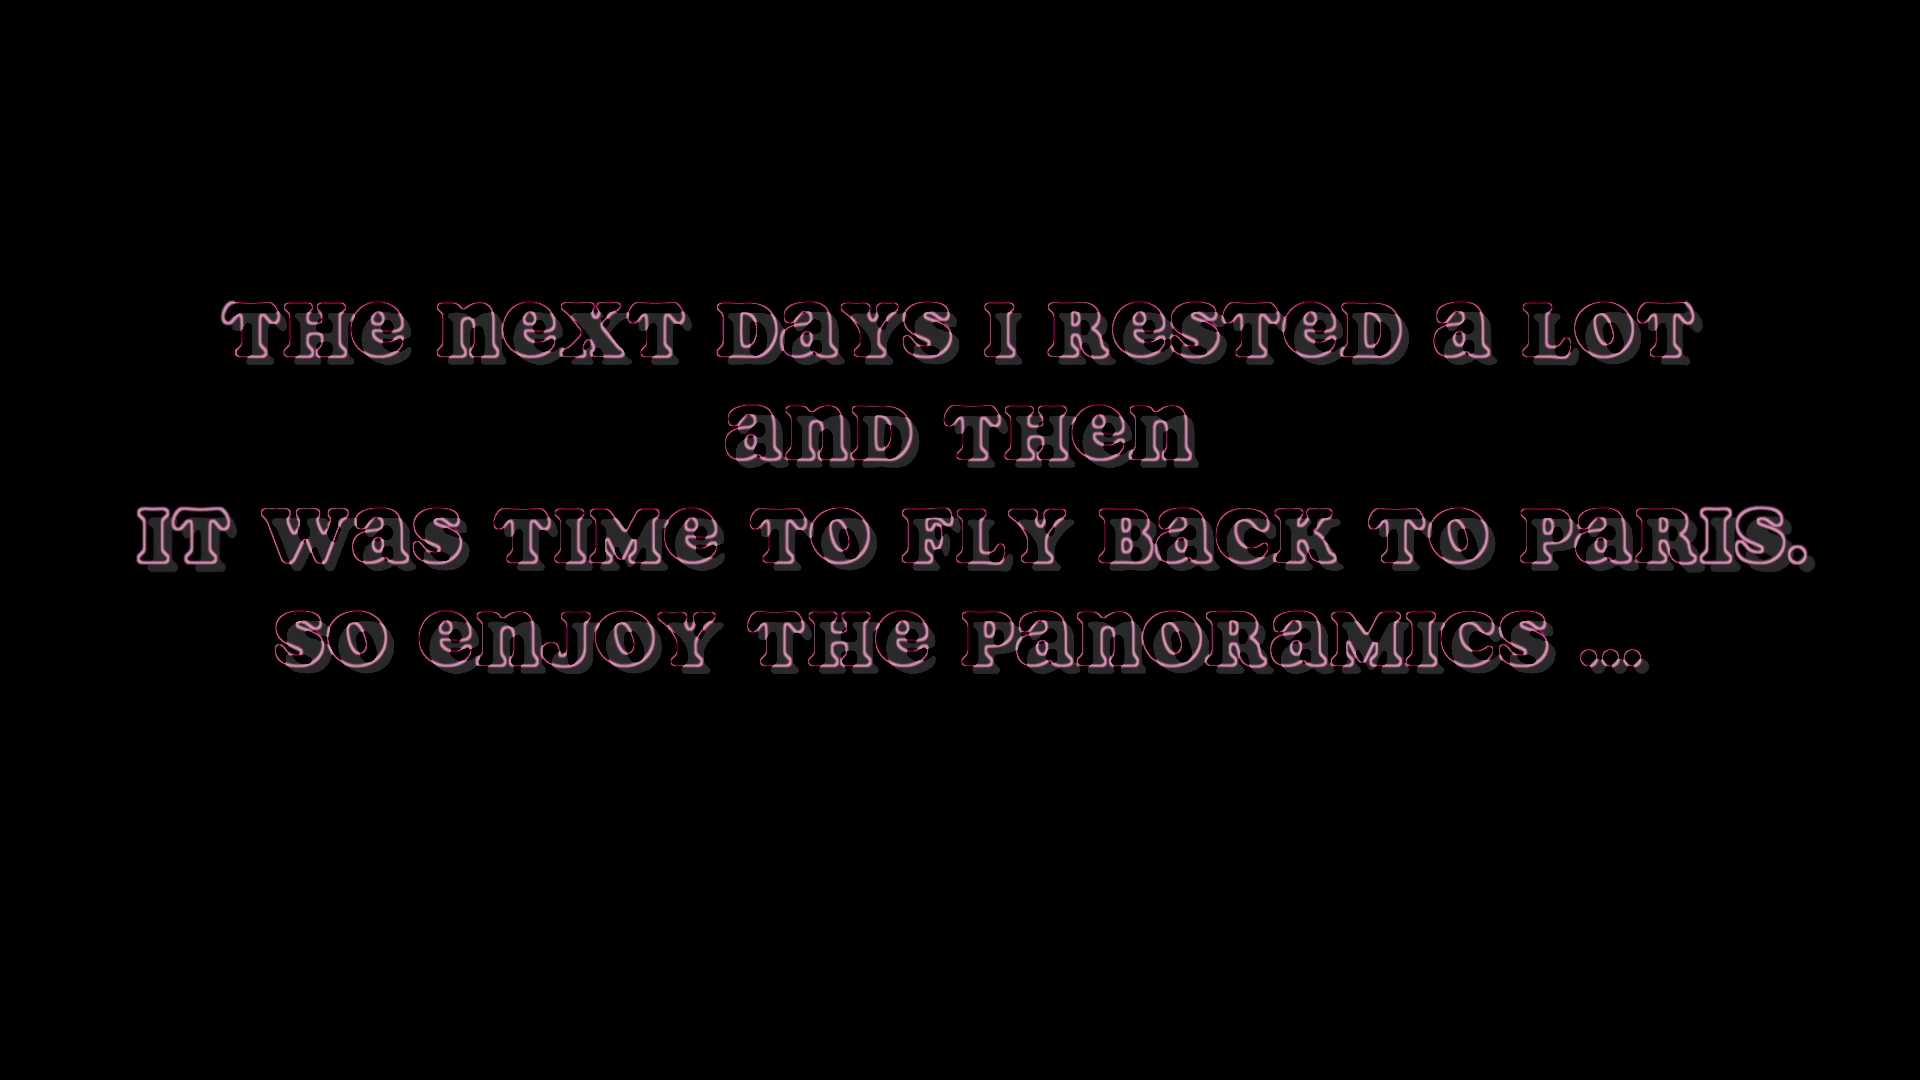 THe nexT DaYS I ResTeD a LOT
anD THen
IT Was TIMe TO FLY BaCK TO PaRIS.
SO enJOY THe PanORaMICS ...